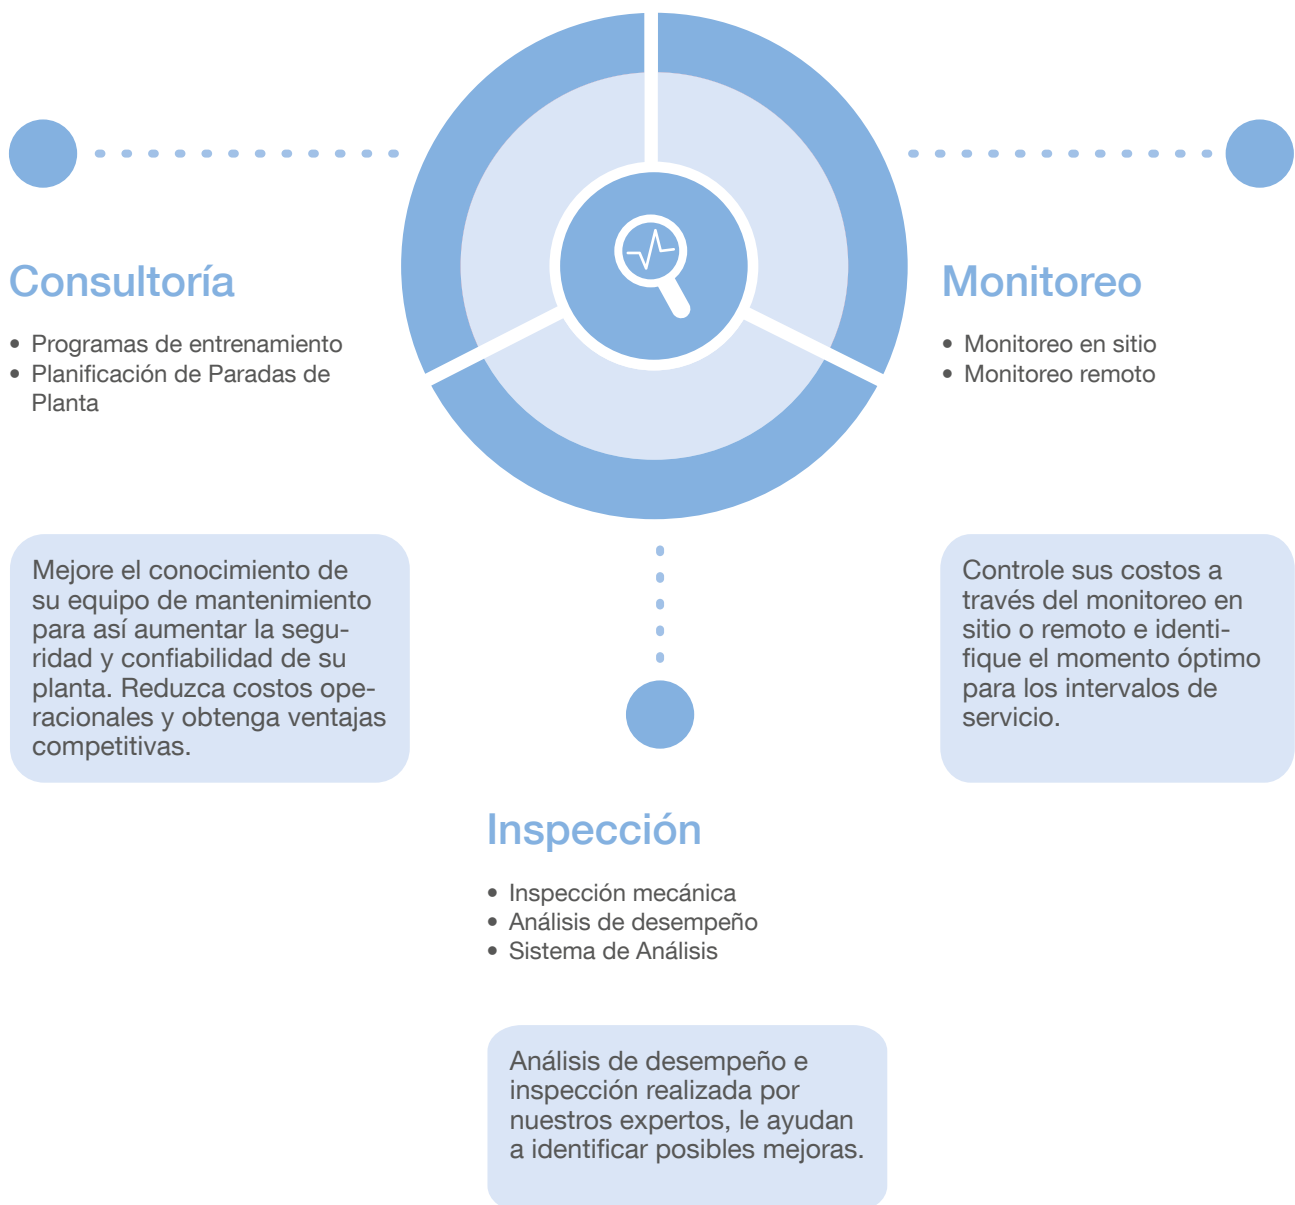 Consultoría
• Programas de entrenamiento
• Planificación de Paradas de
Planta
Mejore el conocimiento de
su equipo de mantenimiento
para así aumentar la segu-
ridad y confiabilidad de su
planta. Reduzca costos ope-
racionales y obtenga ventajas
competitivas.
Monitoreo
• Monitoreo en sitio
• Monitoreo remoto
Controle sus costos a
través del monitoreo en
sitio o remoto e identi-
fique el momento óptimo
para los intervalos de
servicio.
Inspección
• Inspección mecánica
• Análisis de desempeño
• Sistema de Análisis
Análisis de desempeño e
inspección realizada por
nuestros expertos, le ayudan
a identificar posibles mejoras.